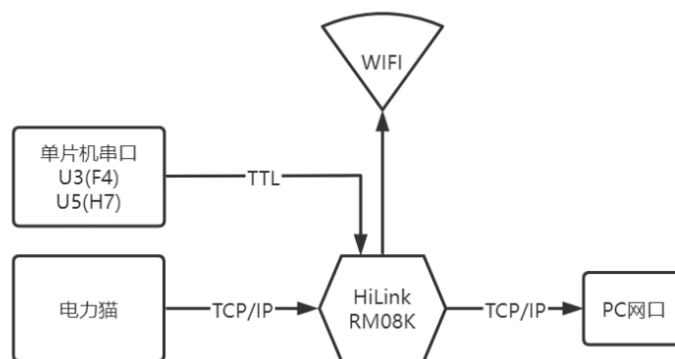 WIFI
单片机串口
U3(F4)
U5(H7)
TTL
电力猫
TCP/IP
HiLink
RM08K
TCP/IP
PC网口